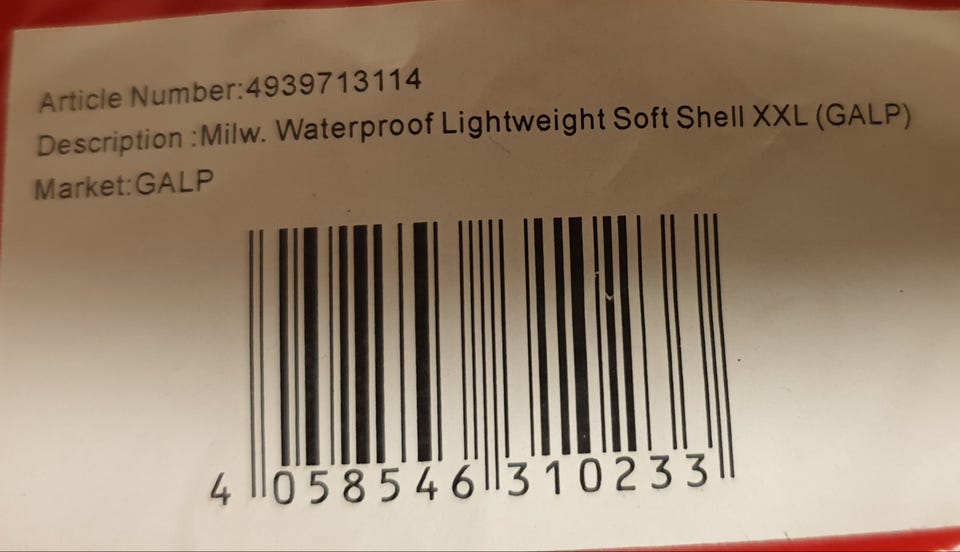 Article Number:4939713114
Description :Milw. Waterproof Lightweight Soft Shell XXL (GALP)
Market:GALP
4 058546 310233